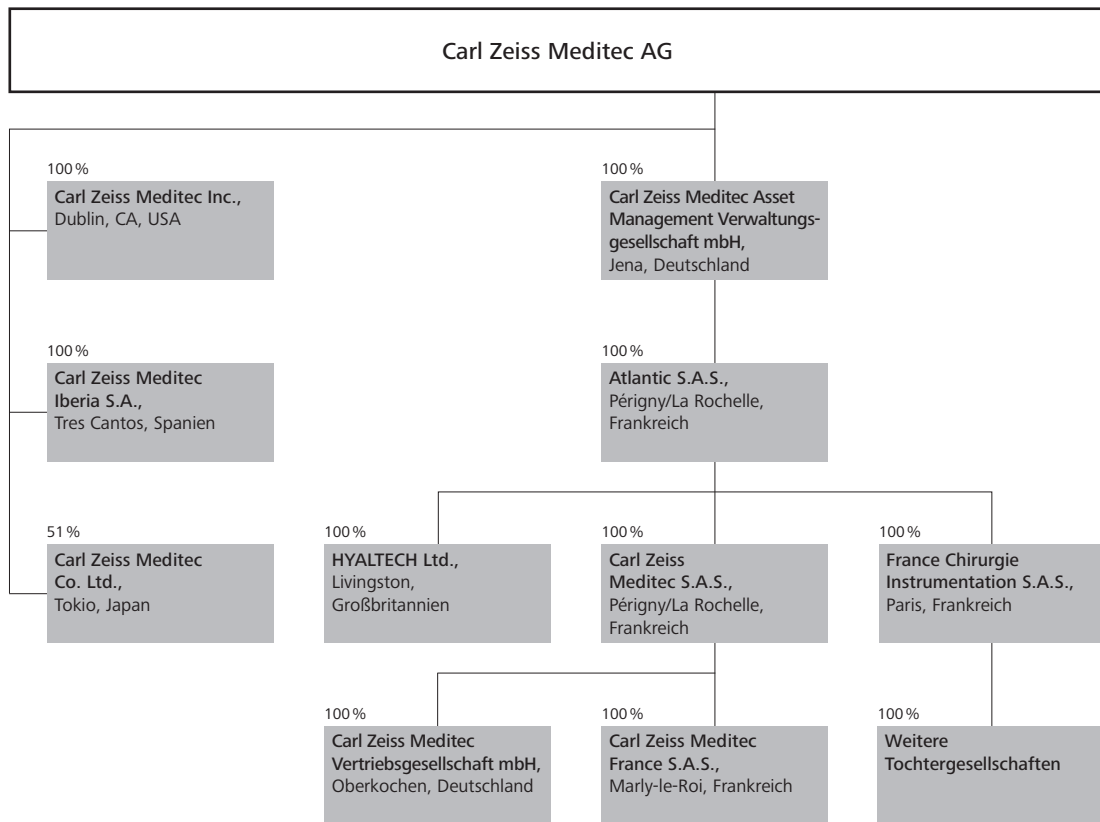 Carl Zeiss Meditec AG
100 %
Carl Zeiss Meditec Inc.,
Dublin, CA, USA
100 %
Carl Zeiss Meditec Asset
Management Verwaltungs-
gesellschaft mbH,
Jena, Deutschland
100 %
Carl Zeiss Meditec
Iberia S.A.,
Tres Cantos, Spanien
100 %
Atlantic S.A.S.,
Périgny/La Rochelle,
Frankreich
51 %
Carl Zeiss Meditec
Co. Ltd.,
Tokio, Japan
100 %
HYALTECH Ltd.,
Livingston,
Großbritannien
100 %
Carl Zeiss
Meditec S.A.S.,
Périgny/La Rochelle,
Frankreich
100 %
France Chirurgie
Instrumentation S.A.S.,
Paris, Frankreich
100 %
Carl Zeiss Meditec
Vertriebsgesellschaft mbH,
Oberkochen, Deutschland
100 %
Carl Zeiss Meditec
France S.A.S.,
Marly-le-Roi, Frankreich
100 %
Weitere
Tochtergesellschaften